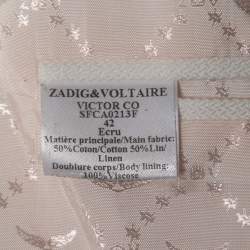 ZADIG&VOLTAIRE
VICTOR CO
SFCA0213F
42
Ecru
Matière principale/Main fabric:
50%Coton/Cotton 50%Lin/
Linen
Doublure corps/Body lining:
100%Viscose